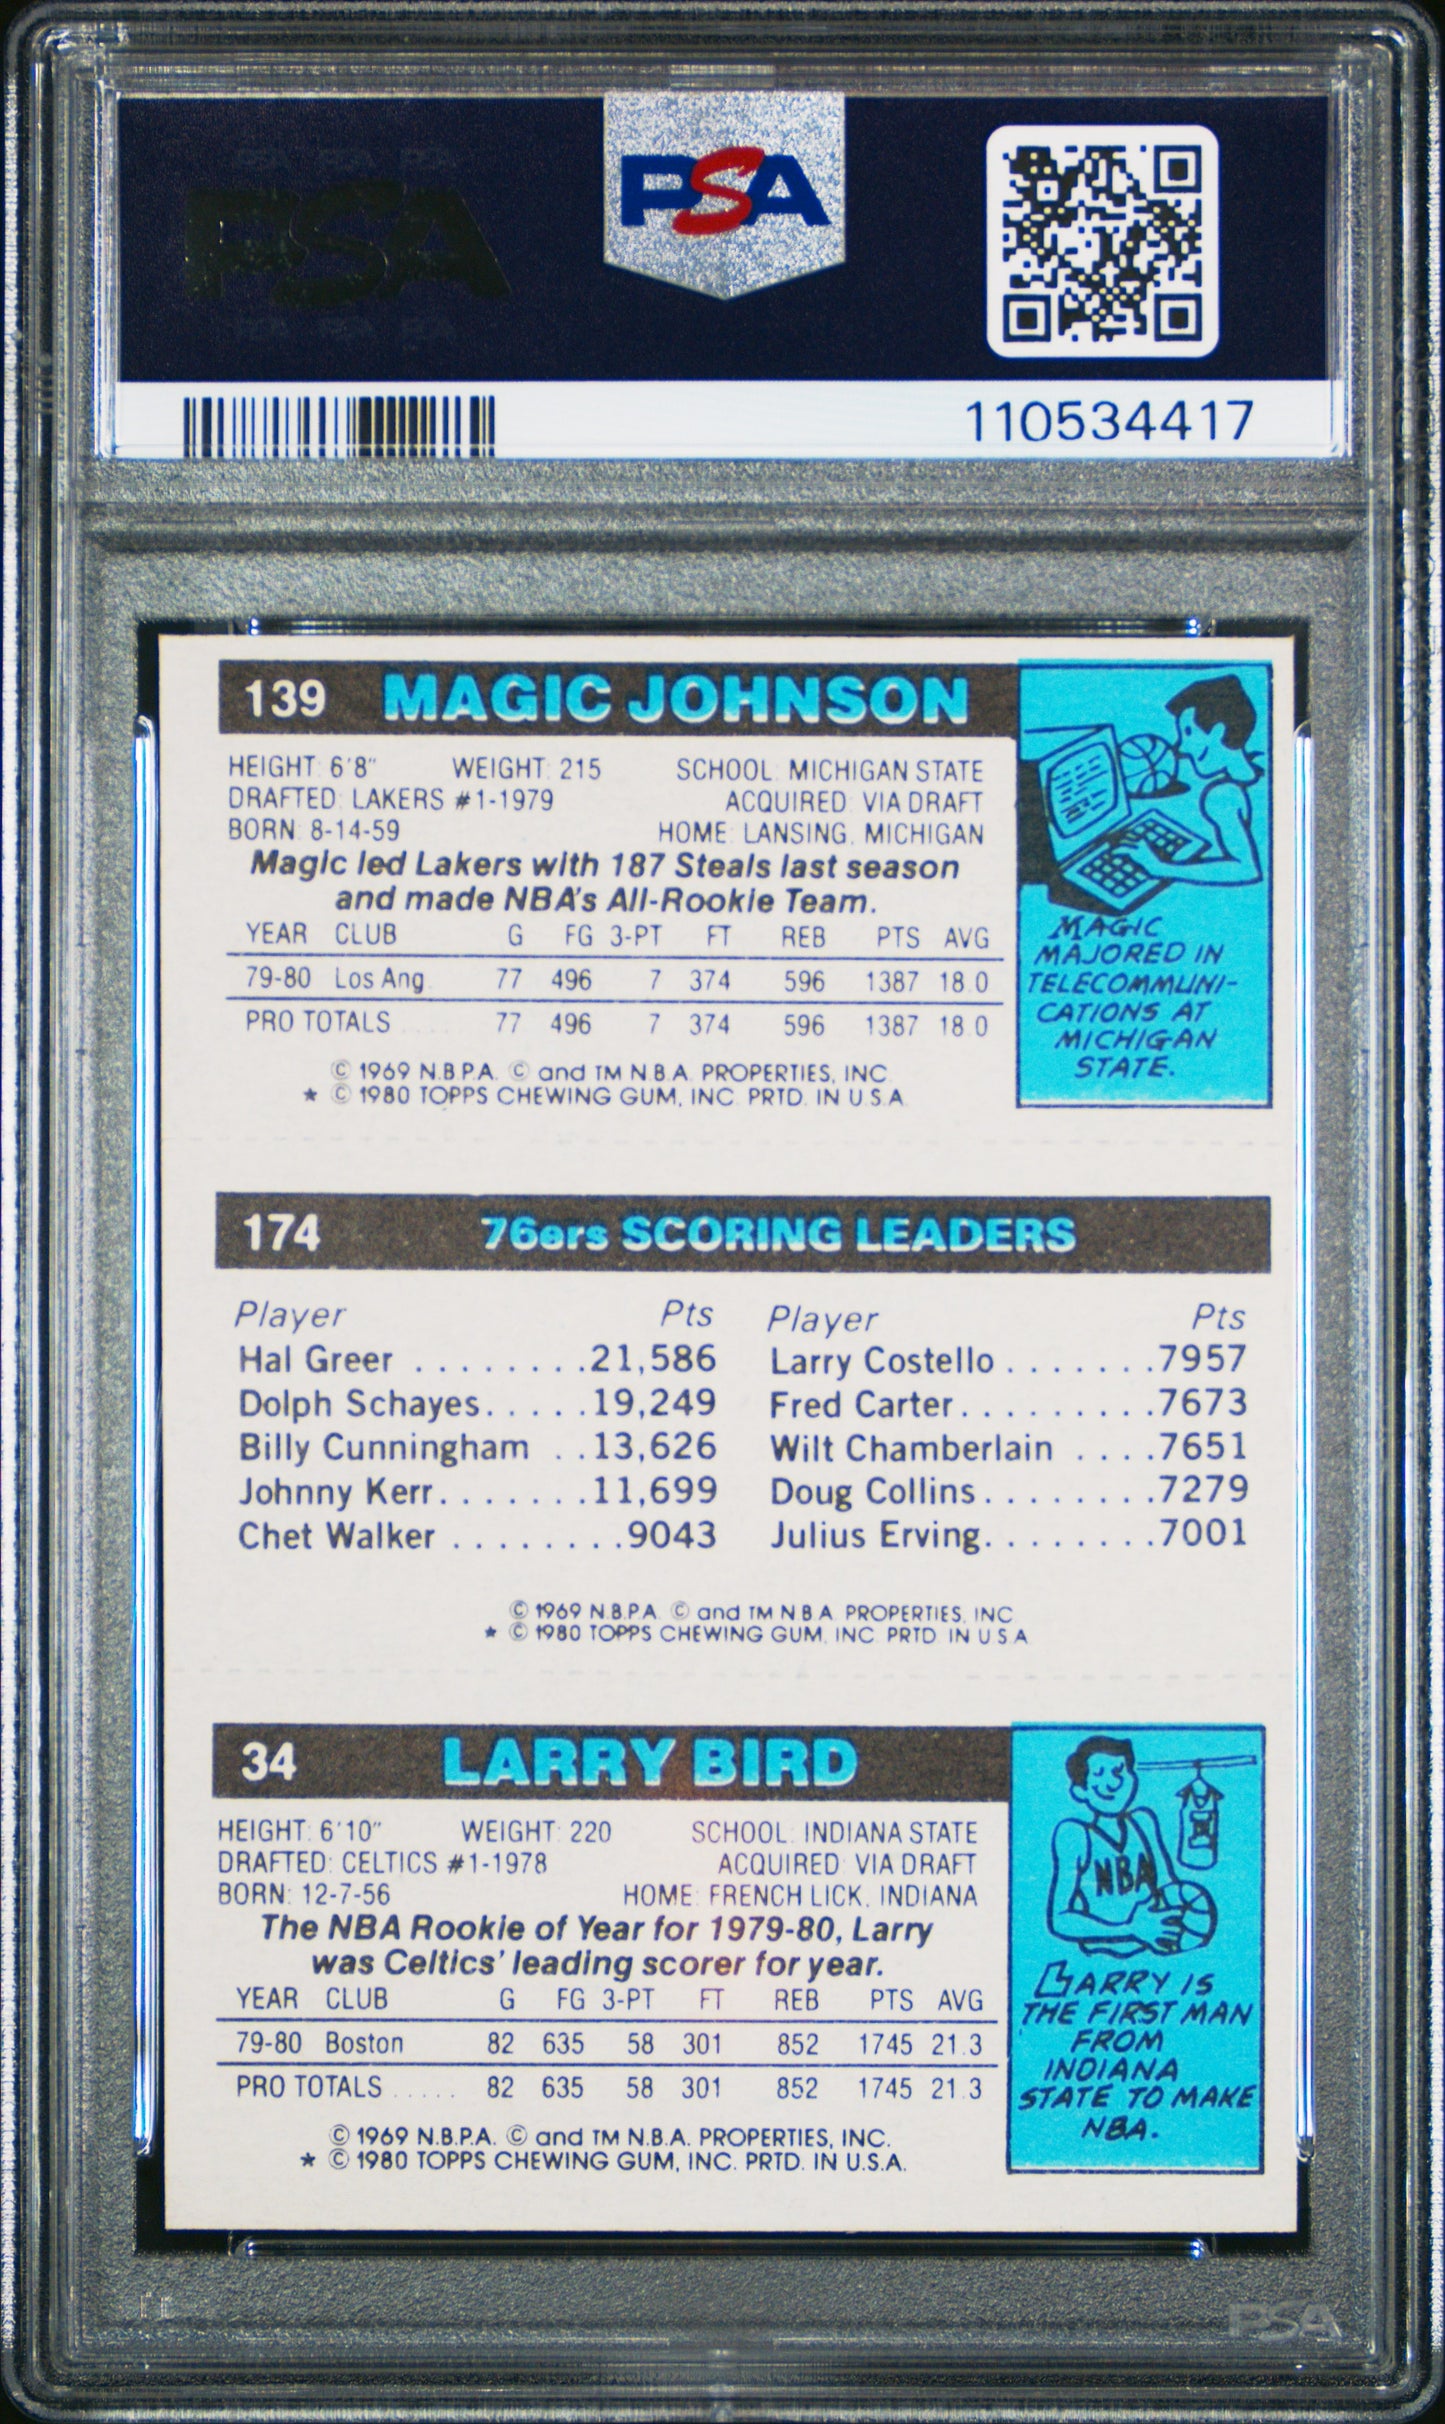 PSA PSA PSA
PSA
PSA PSA PSA
PSA
110534417
139 MAGIC JOHNSON
HEIGHT: 6'8" WEIGHT: 215 SCHOOL: MICHIGAN STATE
DRAFTED: LAKERS #1-1979 ACQUIRED: VIA DRAFT
BORN: 8-14-59 HOME: LANSING, MICHIGAN
Magic led Lakers with 187 Steals last season
and made NBA's All-Rookie Team.
YEAR CLUB G FG 3-PT FT REB PTS AVG
79-80 Los Ang. 77 496 7 374 596 1387 18.0
PRO TOTALS ..... 77 496 7 374 596 1387 18.0
© 1969 N.B.P.A. © and TM N.B.A. PROPERTIES, INC.
* © 1980 TOPPS CHEWING GUM, INC. PRTD. IN U.S.A.
MAGIC
MAJORED IN
TELECOMMUNI-
CATIONS AT
MICHIGAN
STATE.
174 76ers SCORING LEADERS
Player Pts Player Pts
Hal Greer ........21,586 Larry Costello.......7957
Dolph Schayes.....19,249 Fred Carter.........7673
Billy Cunningham ..13,626 Wilt Chamberlain ....7651
Johnny Kerr.......11,699 Doug Collins........7279
Chet Walker ........9043 Julius Erving........7001
© 1969 N.B.P.A. © and TM N.B.A. PROPERTIES, INC.
* © 1980 TOPPS CHEWING GUM, INC. PRTD. IN U.S.A.
34 LARRY BIRD
HEIGHT: 6'10" WEIGHT: 220 SCHOOL: INDIANA STATE
DRAFTED: CELTICS #1-1978 ACQUIRED: VIA DRAFT
BORN: 12-7-56 HOME: FRENCH LICK, INDIANA
The NBA Rookie of Year for 1979-80, Larry
was Celtics' leading scorer for year.
YEAR CLUB G FG 3-PT FT REB PTS AVG
79-80 Boston 82 635 58 301 852 1745 21.3
PRO TOTALS ..... 82 635 58 301 852 1745 21.3
© 1969 N.B.P.A. © and TM N.B.A. PROPERTIES, INC.
* © 1980 TOPPS CHEWING GUM, INC. PRTD. IN U.S.A.
NBA
LARRY IS
THE FIRST MAN
FROM
INDIANA
STATE TO MAKE
NBA.
PSA